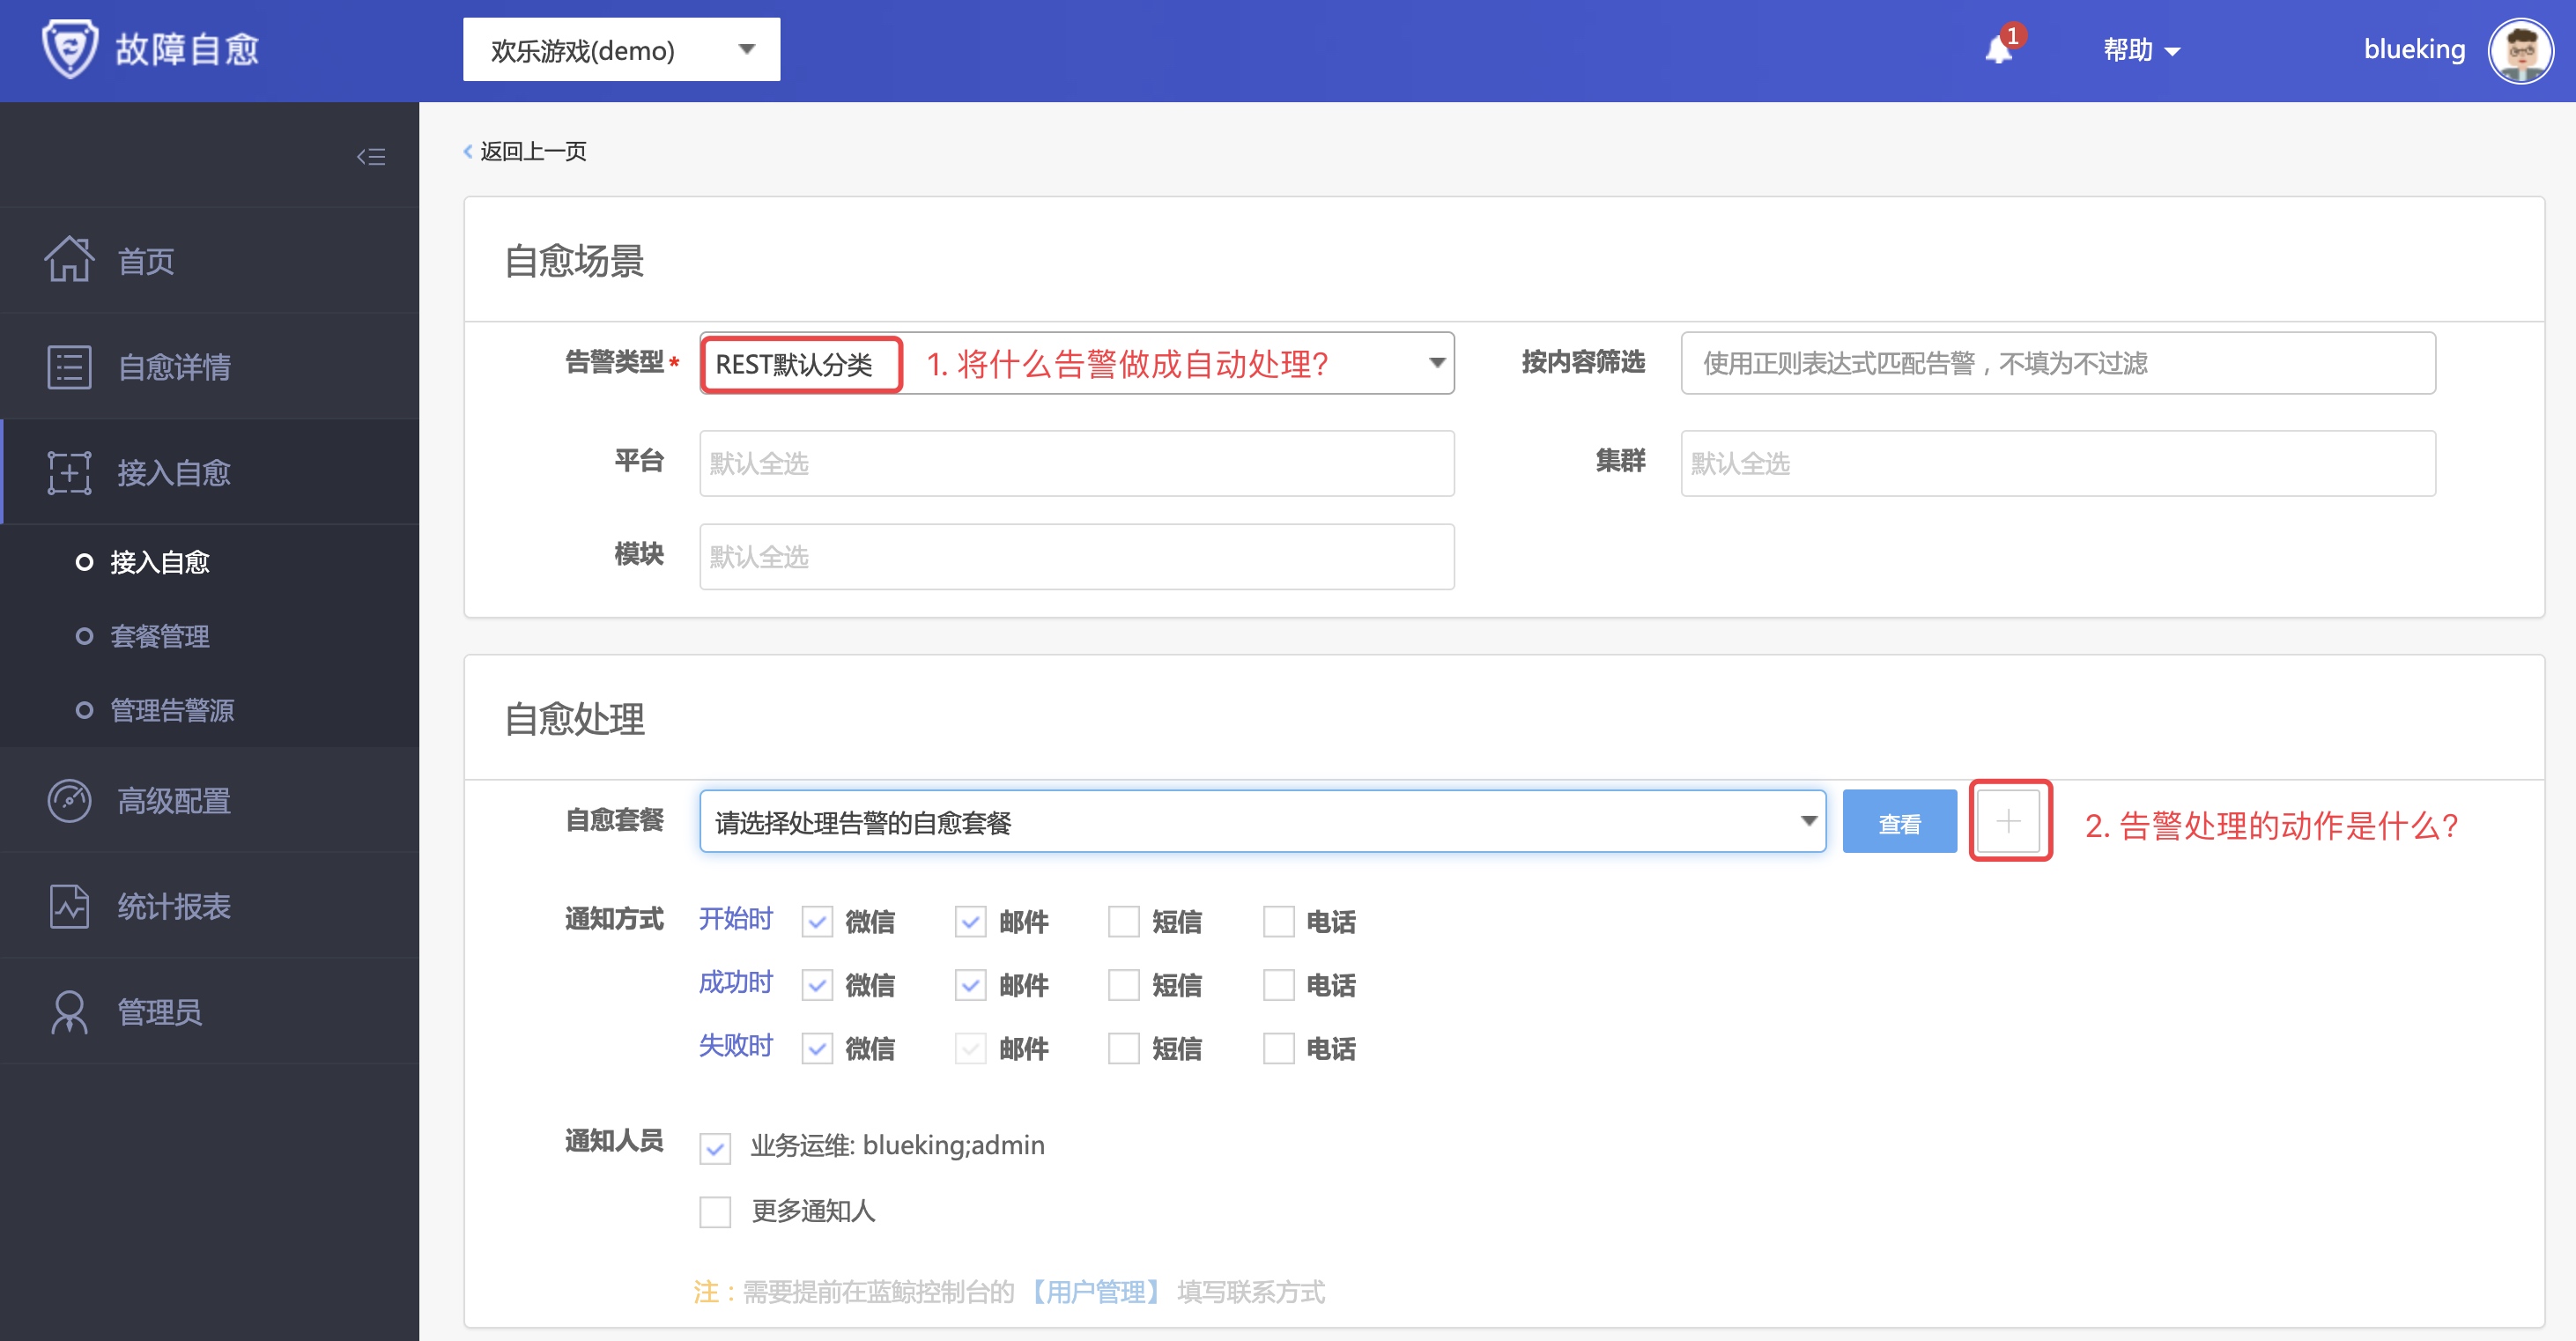 故障自愈
欢乐游戏(demo)
1
帮助
blueking
返回上一页
首页
自愈详情
接入自愈
接入自愈
套餐管理
管理告警源
高级配置
统计报表
管理员
自愈场景
告警类型* REST默认分类 1. 将什么告警做成自动处理?
按内容筛选 使用正则表达式匹配告警，不填为不过滤
平台 默认全选
集群 默认全选
模块 默认全选
自愈处理
自愈套餐 请选择处理告警的自愈套餐 查看 2. 告警处理的动作是什么?
通知方式 开始时 微信 邮件 短信 电话
成功时 微信 邮件 短信 电话
失败时 微信 邮件 短信 电话
通知人员 业务运维: blueking;admin
更多通知人
注：需要提前在蓝鲸控制台的【用户管理】填写联系方式